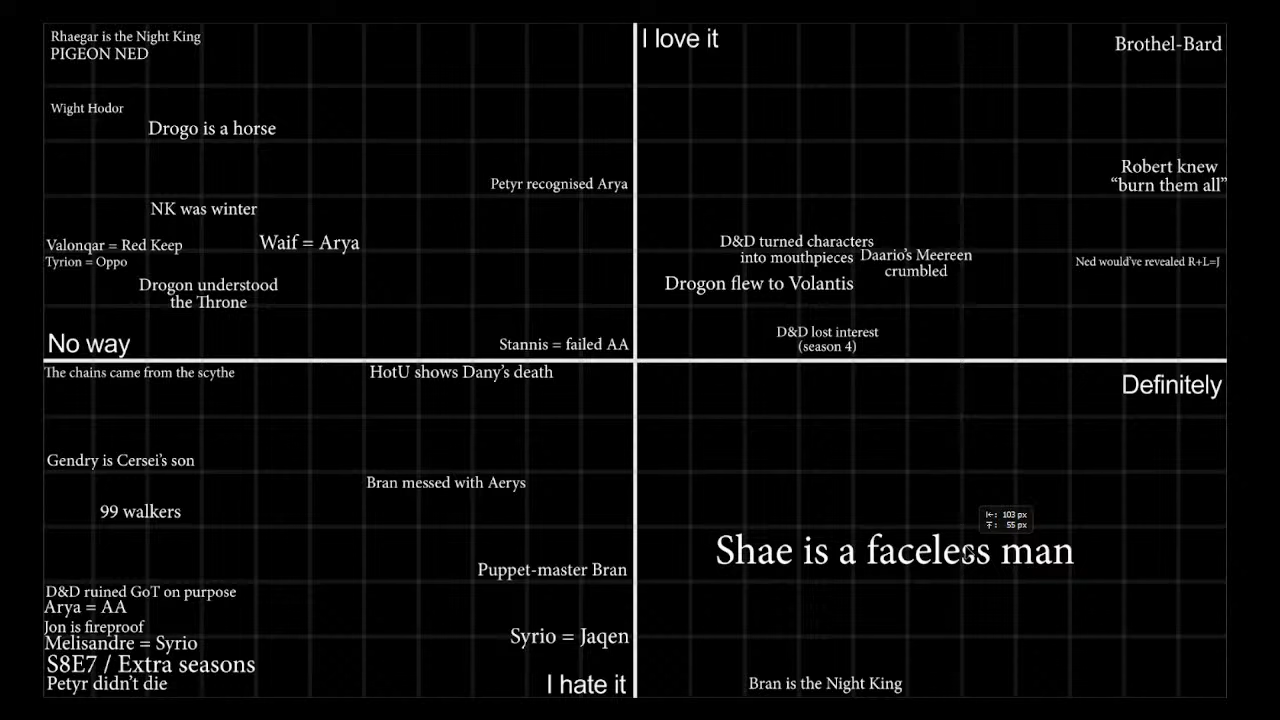 Rhaegar is the Night King
PIGEON NED
Wight Hodor
Drogo is a horse
Petyr recognised Arya
NK was winter
Valonqar = Red Keep
Waif = Arya
Tyrion = Oppo
Drogon understood
the Throne
No way
Stannis = failed AA
I love it
Brothel-Bard
Robert knew
“burn them all”
D&D turned characters
into mouthpieces
Daario’s Meereen
crumbled
Ned would’ve revealed R+L=J
Drogon flew to Volantis
D&D lost interest
(season 4)
The chains came from the scythe
HotU shows Dany’s death
Gendry is Cersei’s son
Bran messed with Aerys
99 walkers
Puppet-master Bran
D&D ruined GoT on purpose
Arya = AA
Jon is fireproof
Melisandre = Syrio
Syrio = Jaqen
S8E7 / Extra seasons
Petyr didn’t die
I hate it
Definitely
103 px
55 px
Shae is a faceless man
Bran is the Night King